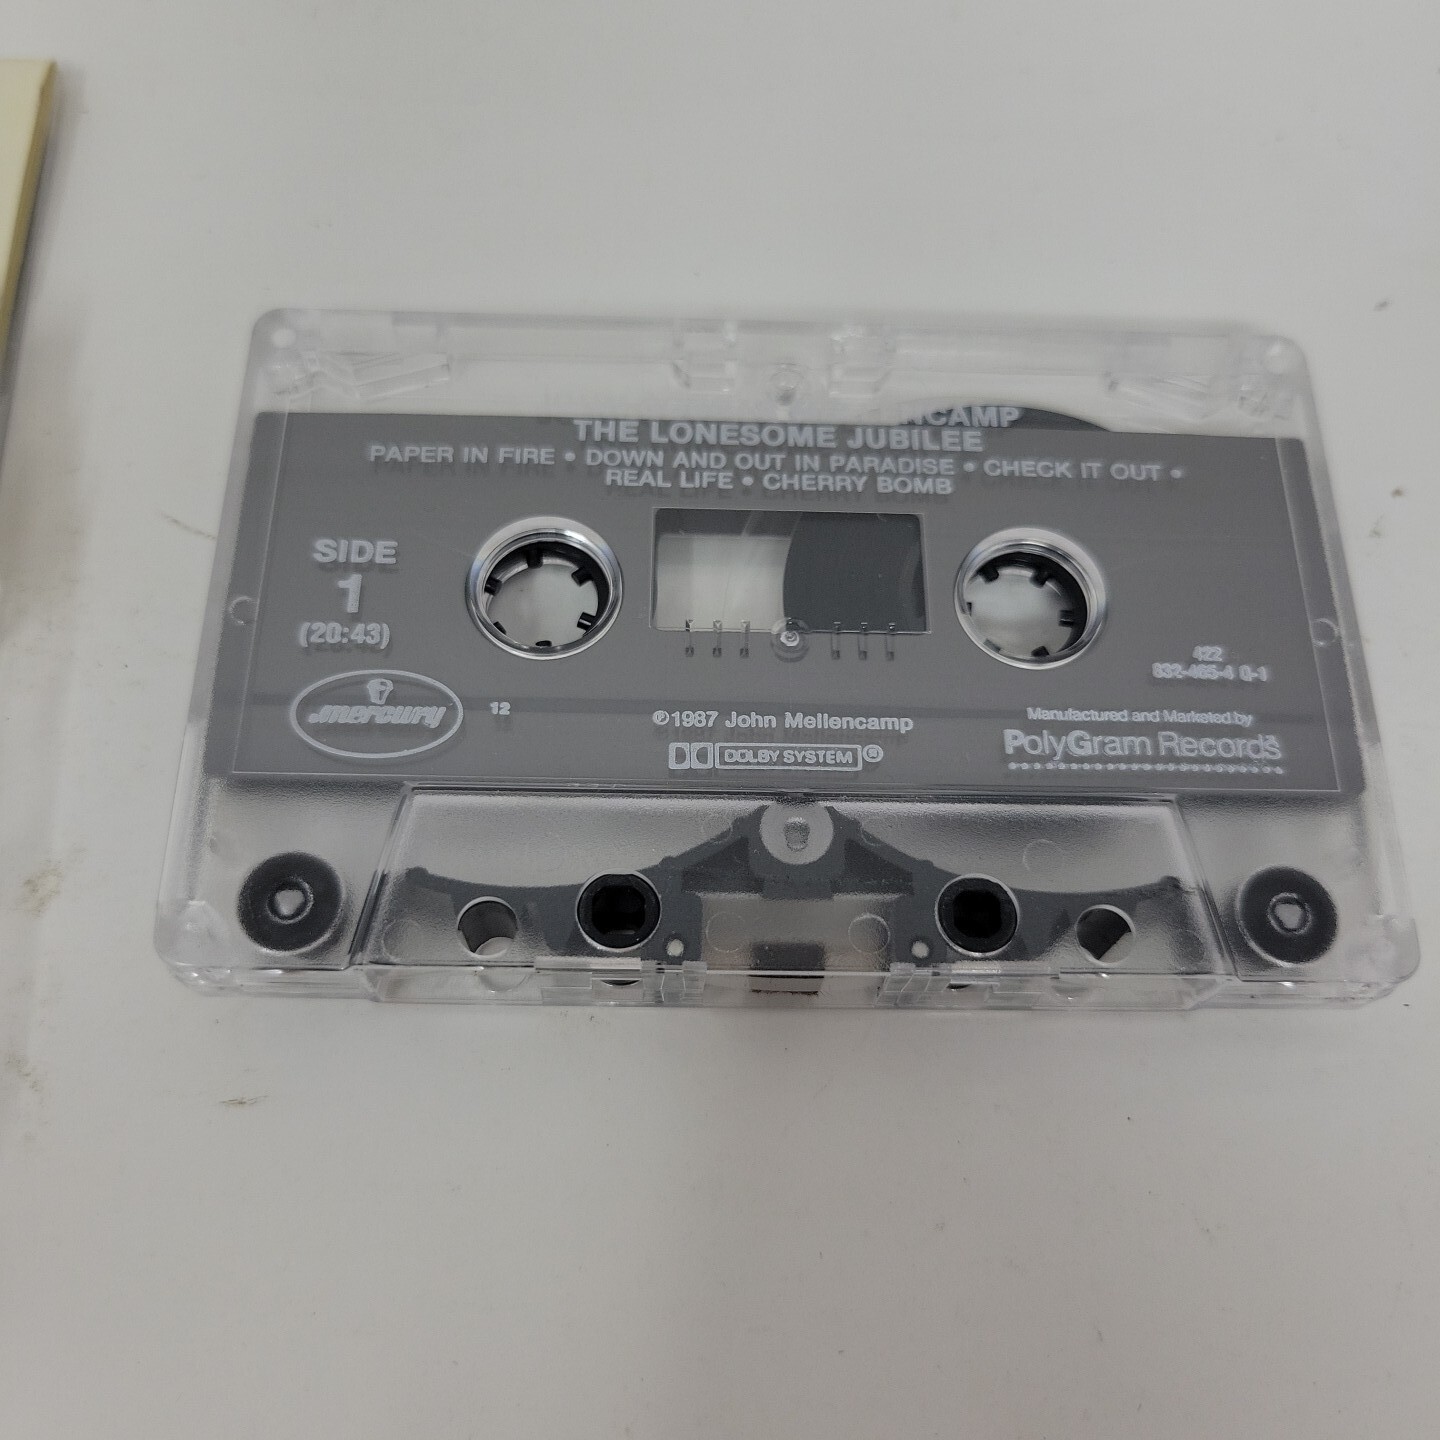 THE LONESOME JUBILEE
PAPER IN FIRE • DOWN AND OUT IN PARADISE • CHECK IT OUT •
REAL LIFE • CHERRY BOMB
SIDE
1
(20:43)
mercury
12
℗1987 John Mellencamp
DOLBY SYSTEM®
422
832-465-4 Q-1
Manufactured and Marketed by
PolyGram Records